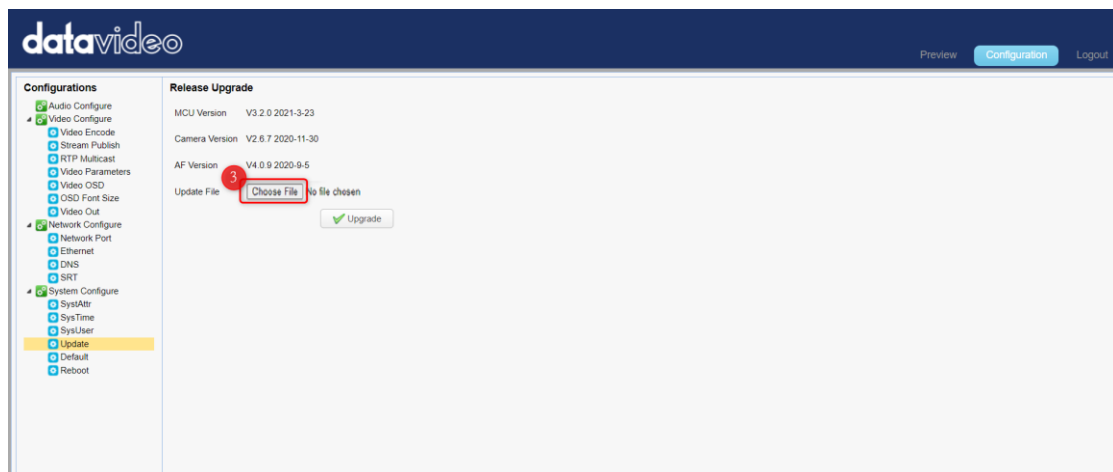 datavideo
Preview Configuration Logout
Configurations
Audio Configure
Video Configure
Video Encode
Stream Publish
RTP Multicast
Video Parameters
Video OSD
OSD Font Size
Video Out
Network Configure
Network Port
Ethernet
DNS
SRT
System Configure
SystAttr
SysTime
SysUser
Update
Default
Reboot
Release Upgrade
MCU Version V3.2.0 2021-3-23
Camera Version V2.6.7 2020-11-30
AF Version V4.0.9 2020-9-5
3
Update File Choose File No file chosen
Upgrade